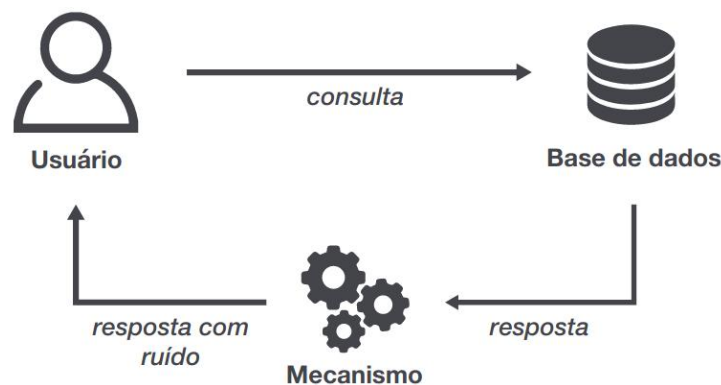 consulta
Usuário
Base de dados
resposta com
ruído
resposta
Mecanismo